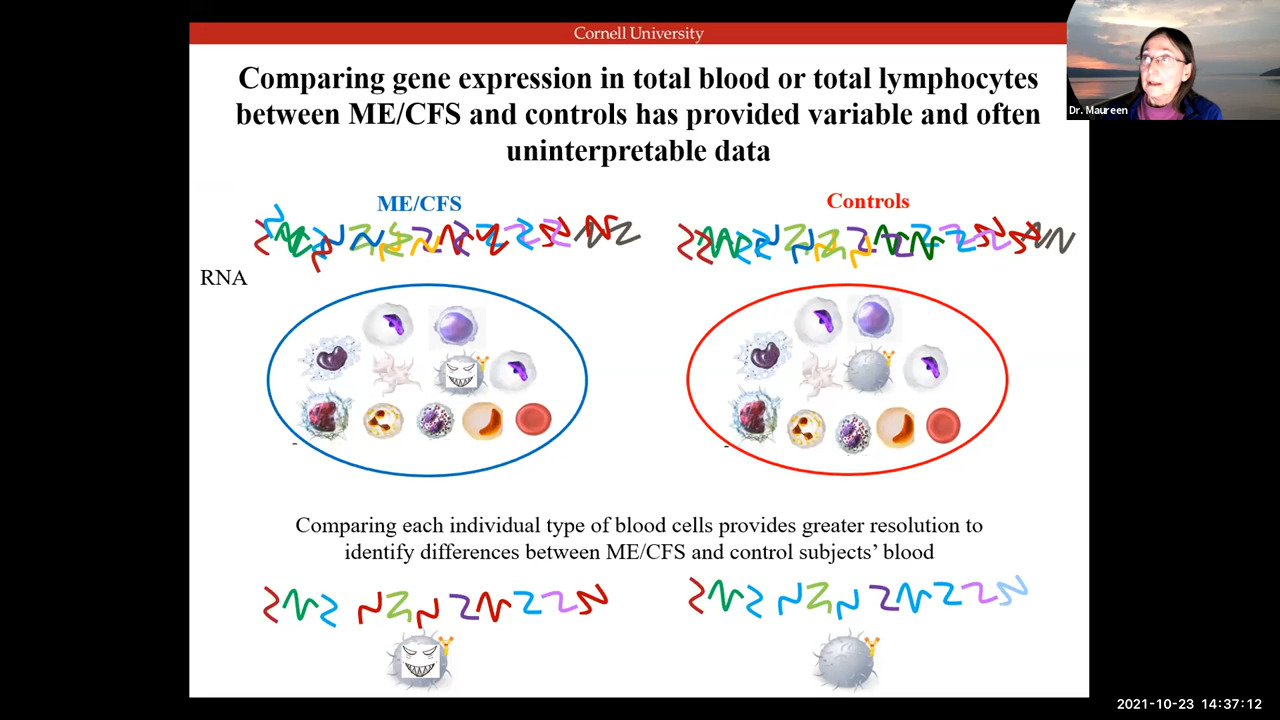 Cornell University
Comparing gene expression in total blood or total lymphocytes
between ME/CFS and controls has provided variable and often
uninterpretable data
Dr. Maureen
ME/CFS
Controls
RNA
Comparing each individual type of blood cells provides greater resolution to
identify differences between ME/CFS and control subjects’ blood
2021-10-23 14:37:12